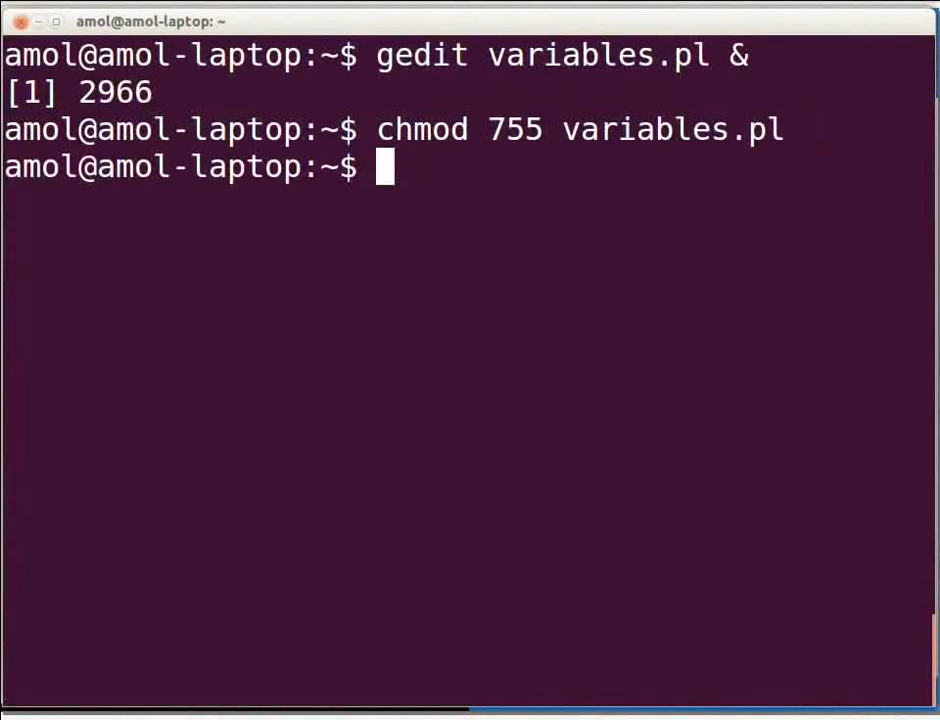 amol@amol-laptop: ~
amol@amol-laptop:~$ gedit variables.pl &
[1] 2966
amol@amol-laptop:~$ chmod 755 variables.pl
amol@amol-laptop:~$